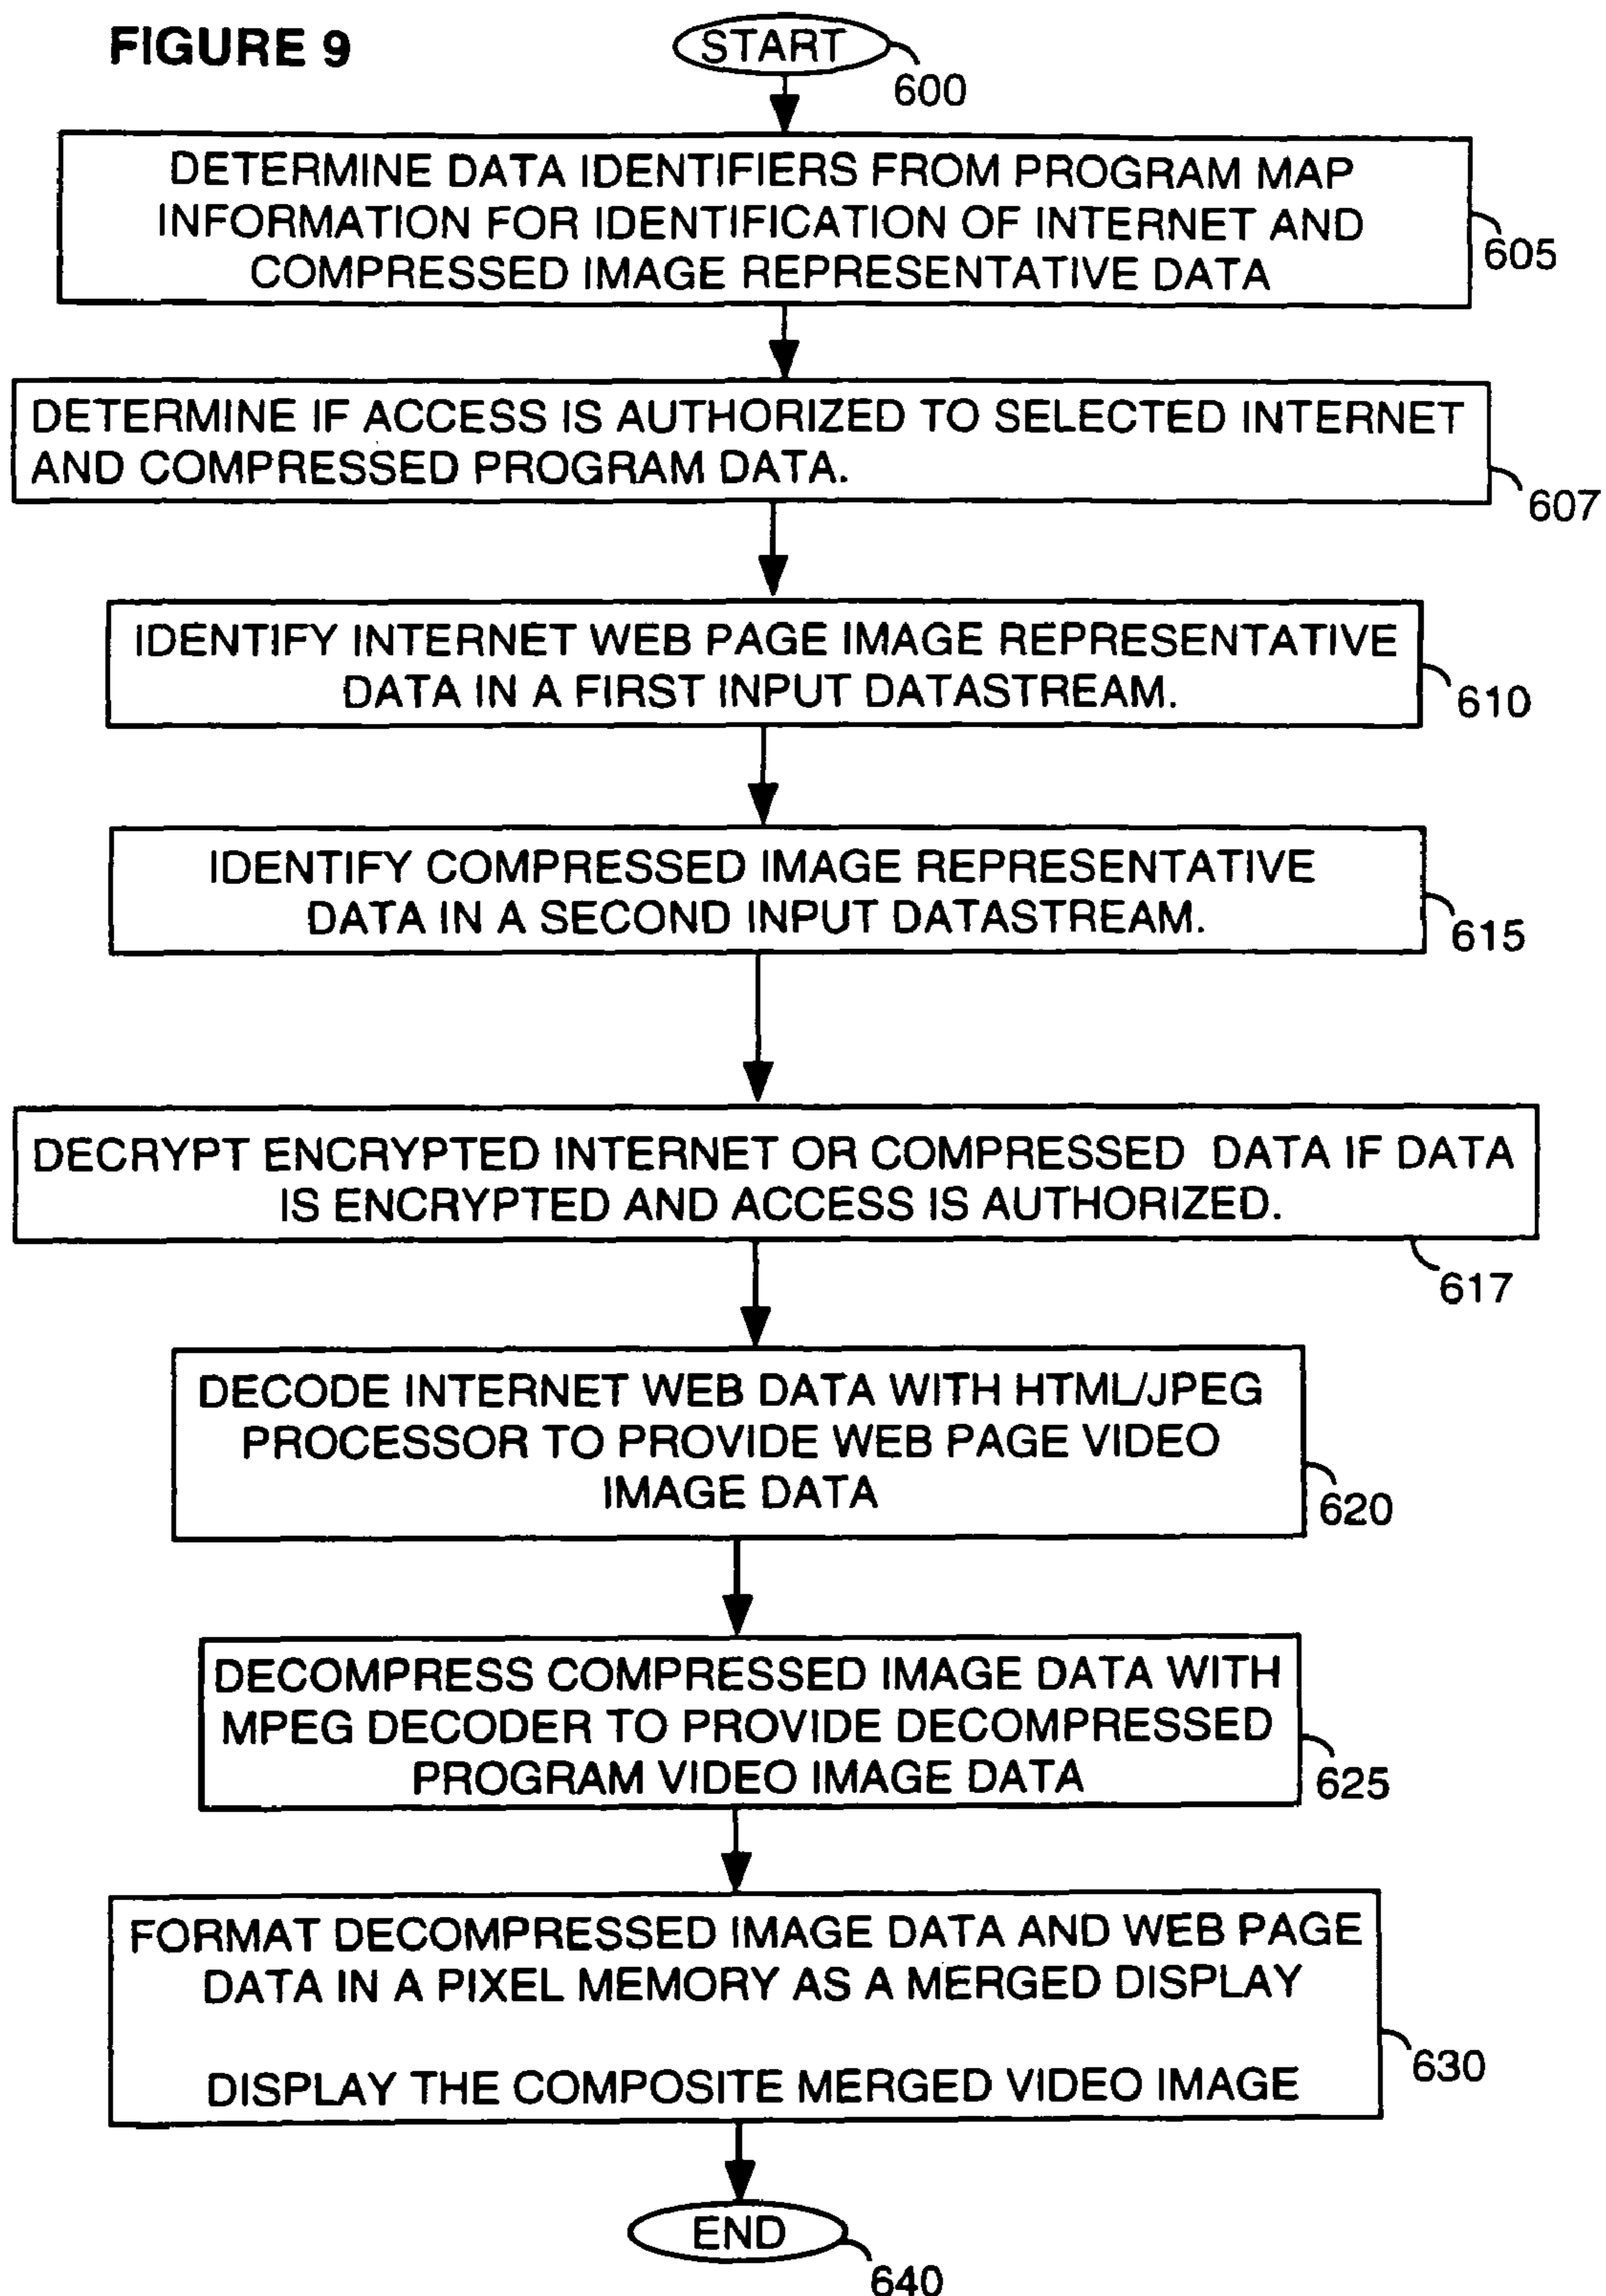 FIGURE 9
START
600
DETERMINE DATA IDENTIFIERS FROM PROGRAM MAP
INFORMATION FOR IDENTIFICATION OF INTERNET AND
COMPRESSED IMAGE REPRESENTATIVE DATA
605
DETERMINE IF ACCESS IS AUTHORIZED TO SELECTED INTERNET
AND COMPRESSED PROGRAM DATA.
607
IDENTIFY INTERNET WEB PAGE IMAGE REPRESENTATIVE
DATA IN A FIRST INPUT DATASTREAM.
610
IDENTIFY COMPRESSED IMAGE REPRESENTATIVE
DATA IN A SECOND INPUT DATASTREAM.
615
DECRYPT ENCRYPTED INTERNET OR COMPRESSED DATA IF DATA
IS ENCRYPTED AND ACCESS IS AUTHORIZED.
617
DECODE INTERNET WEB DATA WITH HTML/JPEG
PROCESSOR TO PROVIDE WEB PAGE VIDEO
IMAGE DATA
620
DECOMPRESS COMPRESSED IMAGE DATA WITH
MPEG DECODER TO PROVIDE DECOMPRESSED
PROGRAM VIDEO IMAGE DATA
625
FORMAT DECOMPRESSED IMAGE DATA AND WEB PAGE
DATA IN A PIXEL MEMORY AS A MERGED DISPLAY
DISPLAY THE COMPOSITE MERGED VIDEO IMAGE
630
END
640